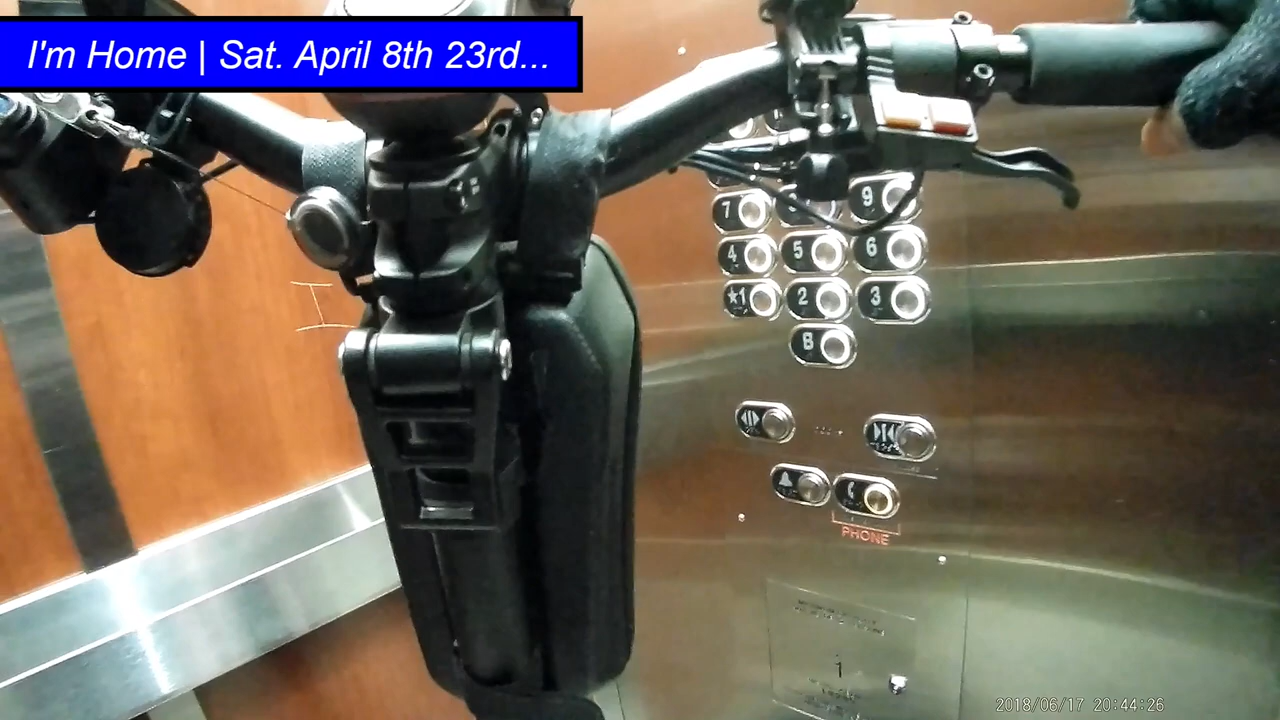 I'm Home | Sat. April 8th 23rd...
9
7
4 5 6
★1 2 3
B
PHONE
1
2018/06/17 20:44:26